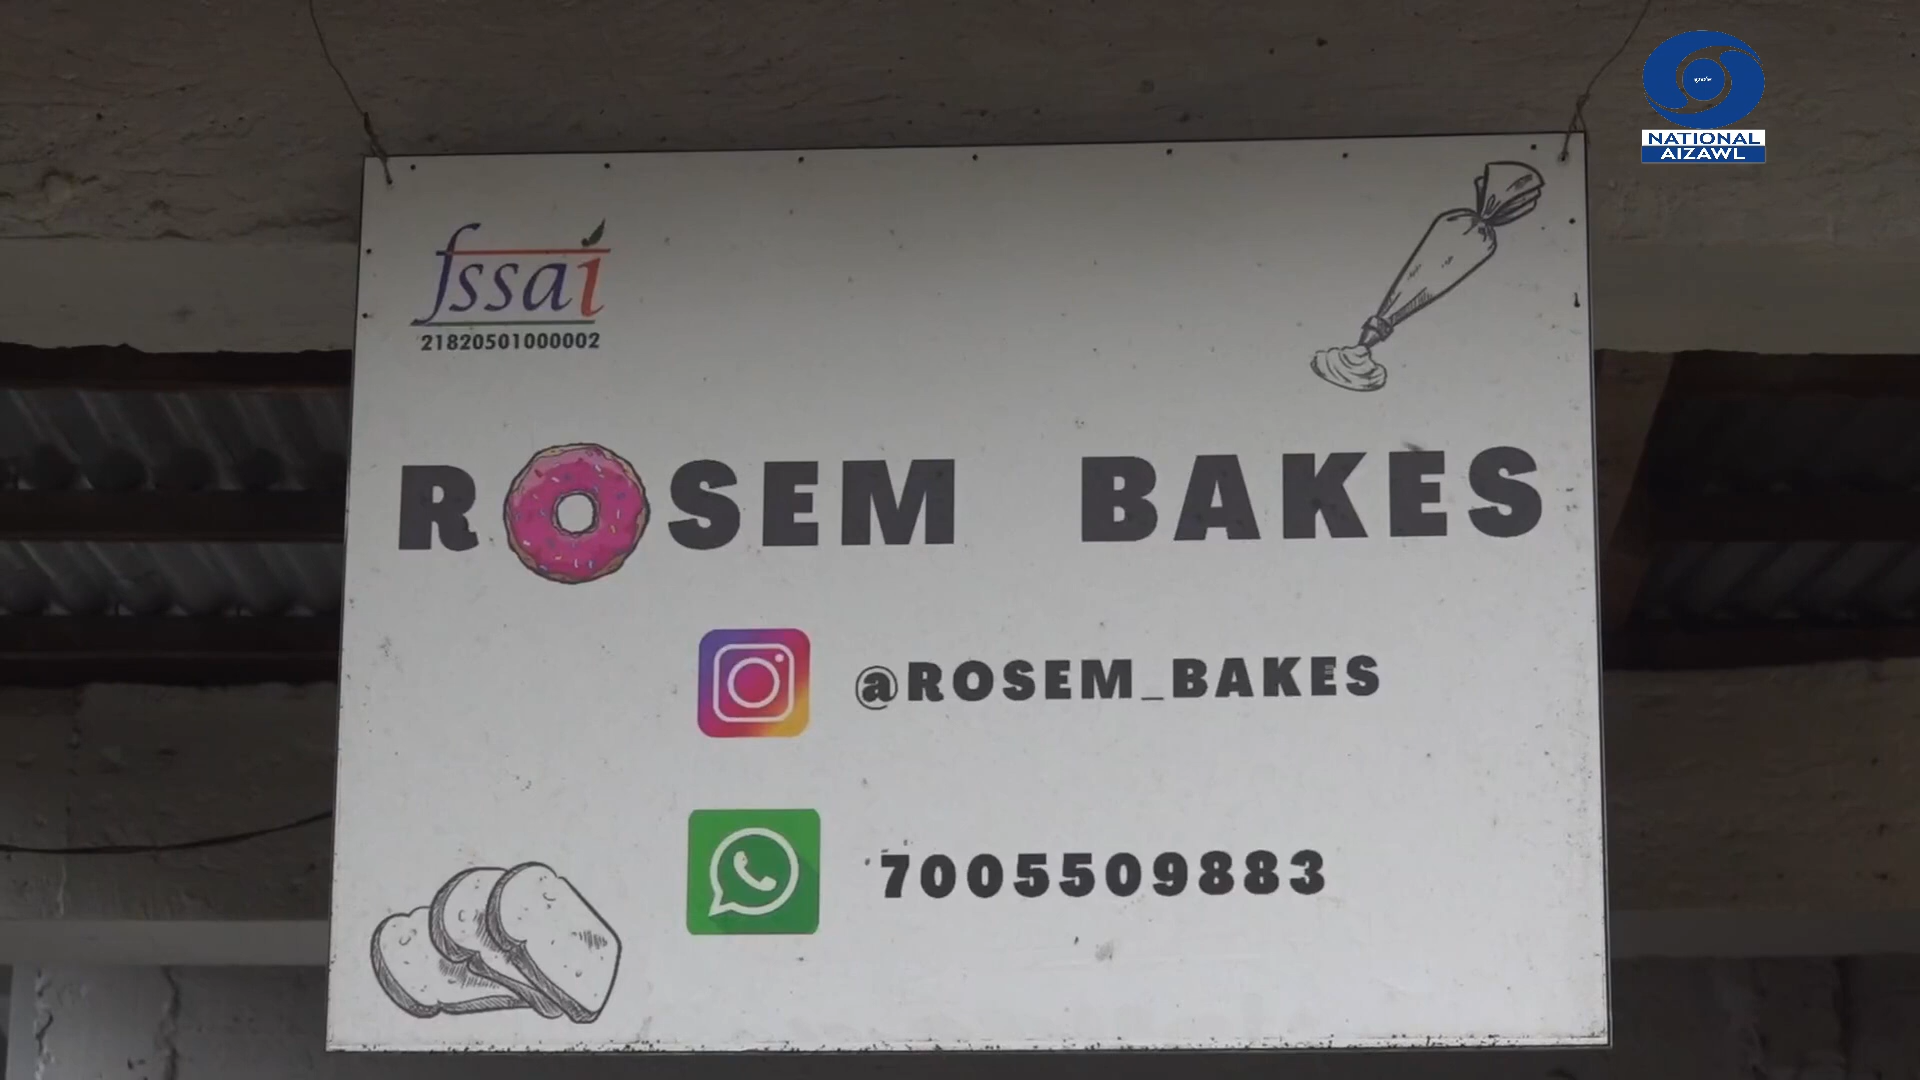 NATIONAL
AIZAWL
fssai
21820501000002
ROSEM BAKES
@ROSEM_BAKES
7005509883